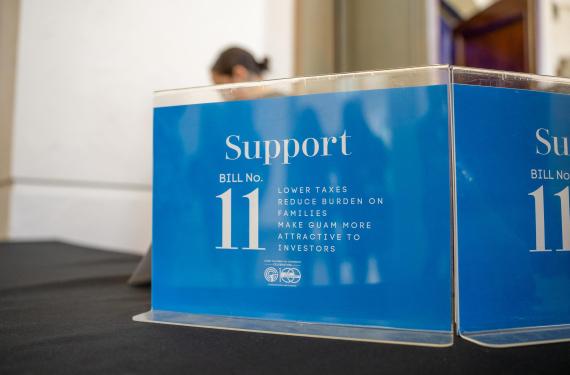 Support
BILL No.
11
LOWER TAXES
REDUCE BURDEN ON
FAMILIES
MAKE GUAM MORE
ATTRACTIVE TO
INVESTORS
Su
BILL No
11